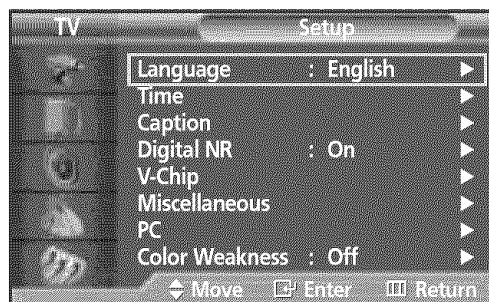 TV Setup
Language : English
Time
Caption
Digital NR : On
V-Chip
Miscellaneous
PC
Color Weakness : Off
Move Enter Return